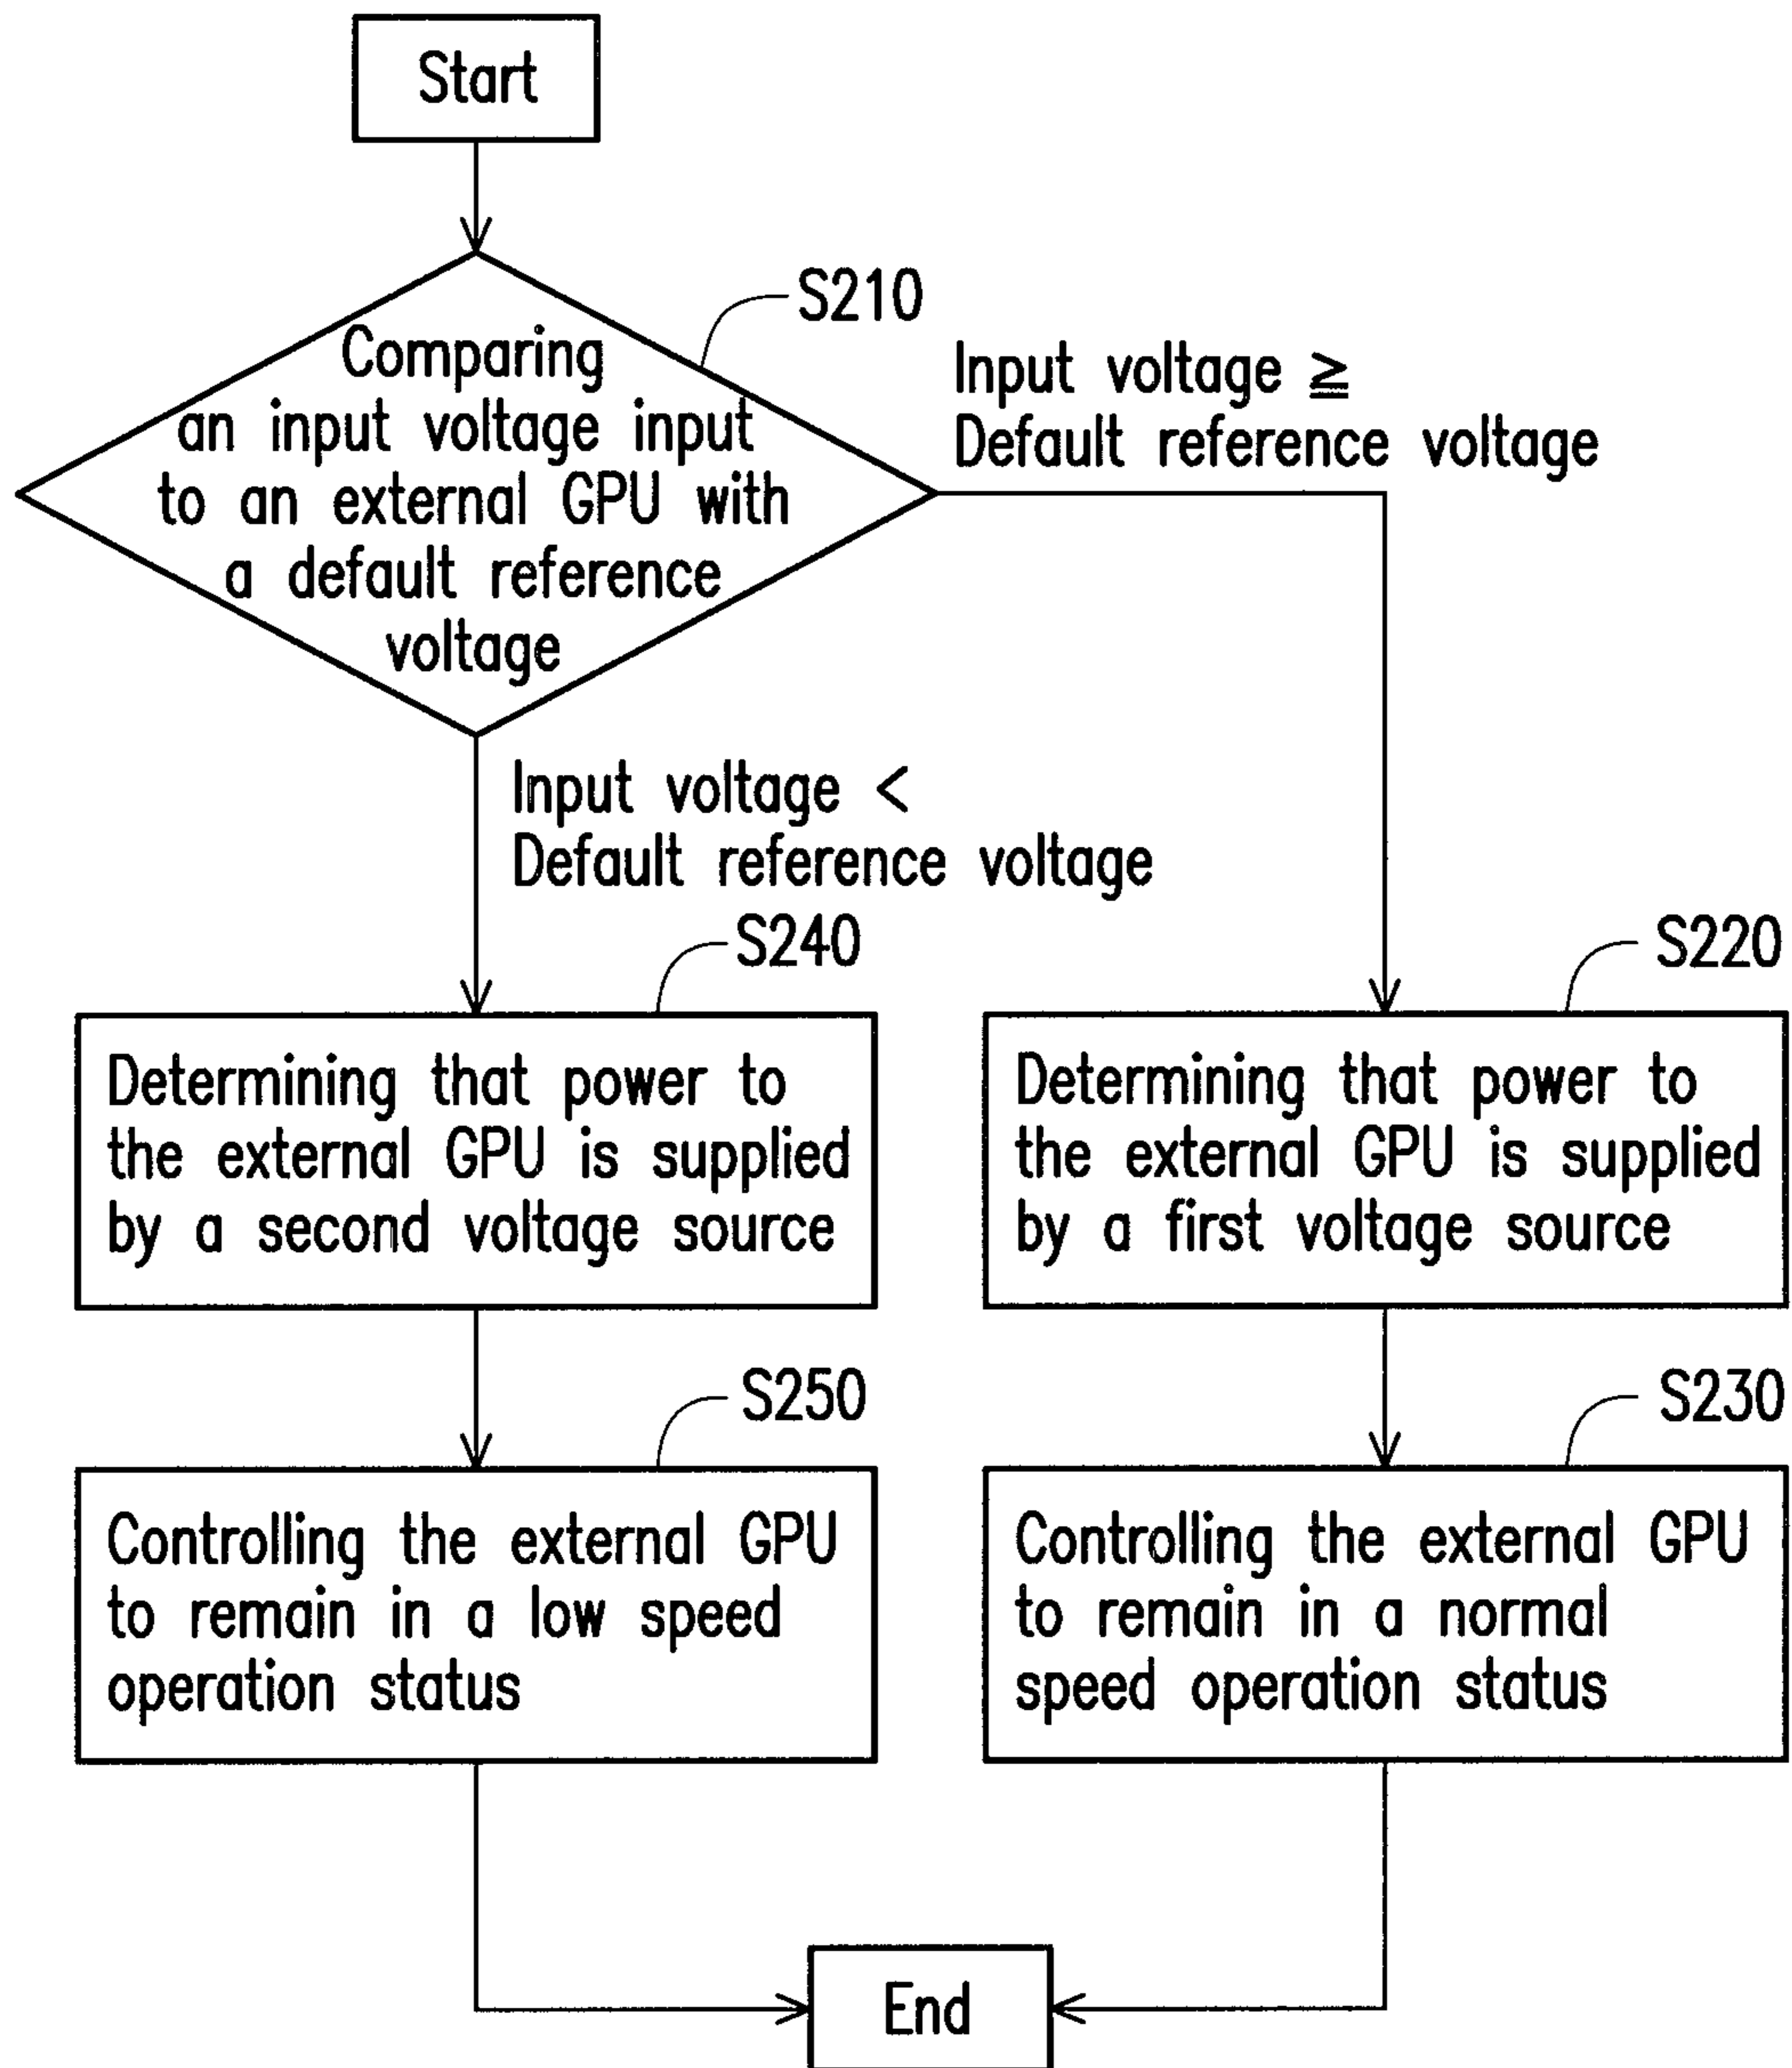 Start
S210
Comparing
an input voltage input
to an external GPU with
a default reference
voltage
Input voltage ≧
Default reference voltage
Input voltage <
Default reference voltage
S240
Determining that power to
the external GPU is supplied
by a second voltage source
S220
Determining that power to
the external GPU is supplied
by a first voltage source
S250
Controlling the external GPU
to remain in a low speed
operation status
S230
Controlling the external GPU
to remain in a normal
speed operation status
End